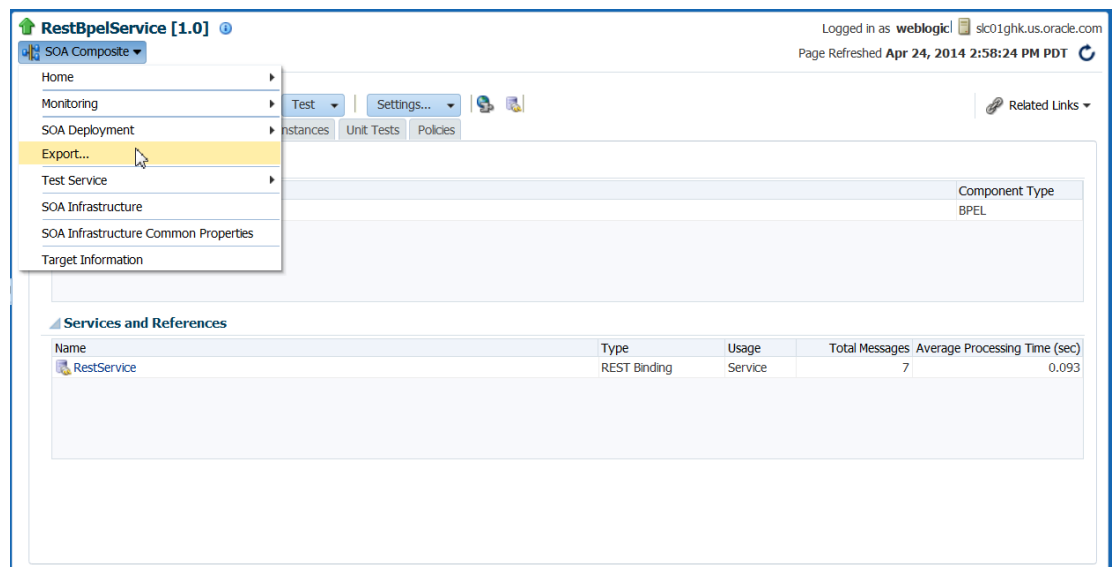 RestBpelService [1.0]
Logged in as weblogic slc01ghk.us.oracle.com
SOA Composite
Page Refreshed Apr 24, 2014 2:58:24 PM PDT
Home
Monitoring
Test
Settings...
Related Links
SOA Deployment
nstances
Unit Tests
Policies
Export...
Test Service
Component Type
SOA Infrastructure
BPEL
SOA Infrastructure Common Properties
Target Information
Services and References
Name Type Usage Total Messages Average Processing Time (sec)
RestService REST Binding Service 7 0.093